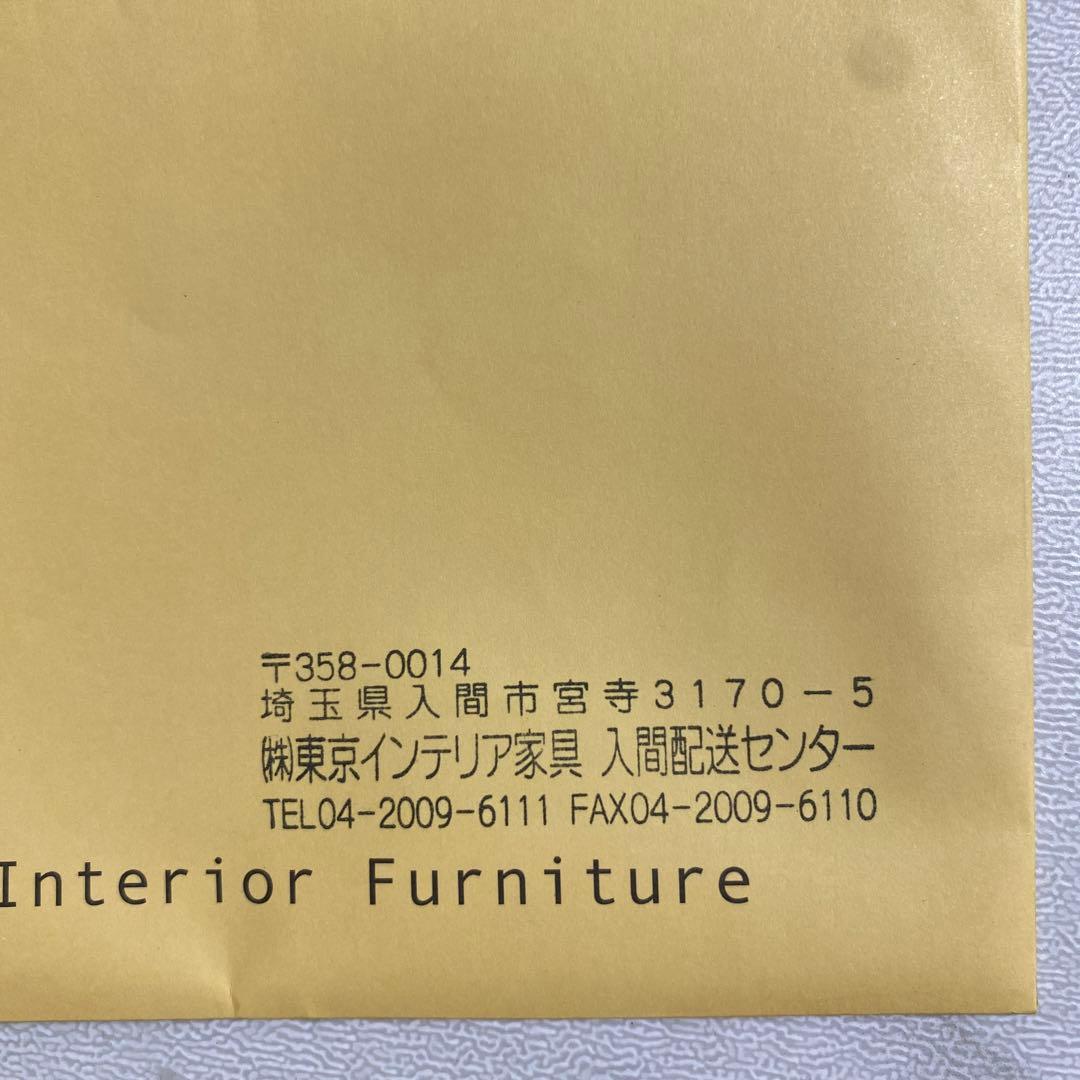 〒358-0014
埼玉県入間市宮寺3170-5
㈱東京インテリア家具 入間配送センター
TEL04-2009-6111 FAX04-2009-6110
Interior Furniture